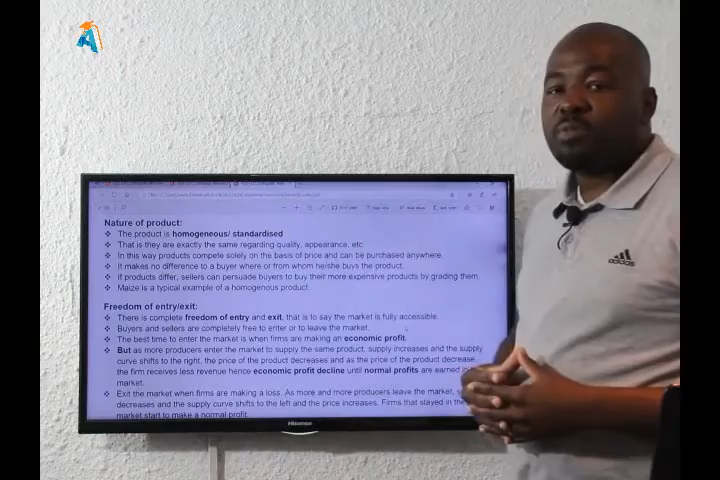 A
Nature of product:
The product is homogeneous/ standardised
That is they are exactly the same regarding quality, appearance, etc
In this way products compete solely on the basis of price and can be purchased anywhere.
It makes no difference to a buyer where or from whom he/she buys the product.
If products differ, sellers can persuade buyers to buy their more expensive products by grading them.
Maize is a typical example of a homogenous product.
Freedom of entry/exit:
There is complete freedom of entry and exit, that is to say the market is fully accessible.
Buyers and sellers are completely free to enter or to leave the market.
The best time to enter the market is when firms are making an economic profit.
But as more producers enter the market to supply the same product, supply increases and the supply
curve shifts to the right, the price of the product decreases and as the price of the product decrease,
the firm receives less revenue hence economic profit decline until normal profits are earned in
market.
Exit the market when firms are making a loss. As more and more producers leave the market,
decreases and the supply curve shifts to the left and the price increases. Firms that stayed in the
market start to make a normal profit.
Hisense
adidas